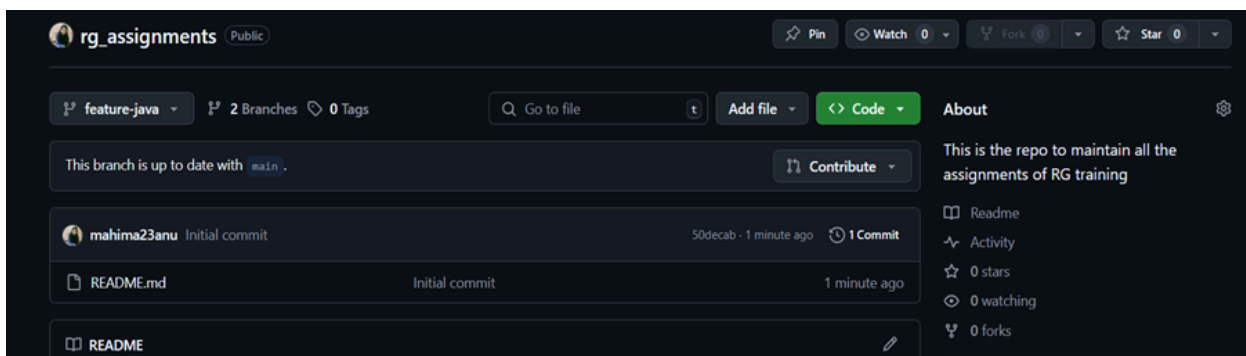 rg_assignments Public
Pin
Watch 0
Fork 0
Star 0
feature-java
2 Branches
0 Tags
Go to file
t
Add file
<> Code
About
This branch is up to date with main .
Contribute
This is the repo to maintain all the
assignments of RG training
mahima23anu Initial commit
50decab · 1 minute ago
1 Commit
README.md
Initial commit
1 minute ago
README
Readme
Activity
0 stars
0 watching
0 forks